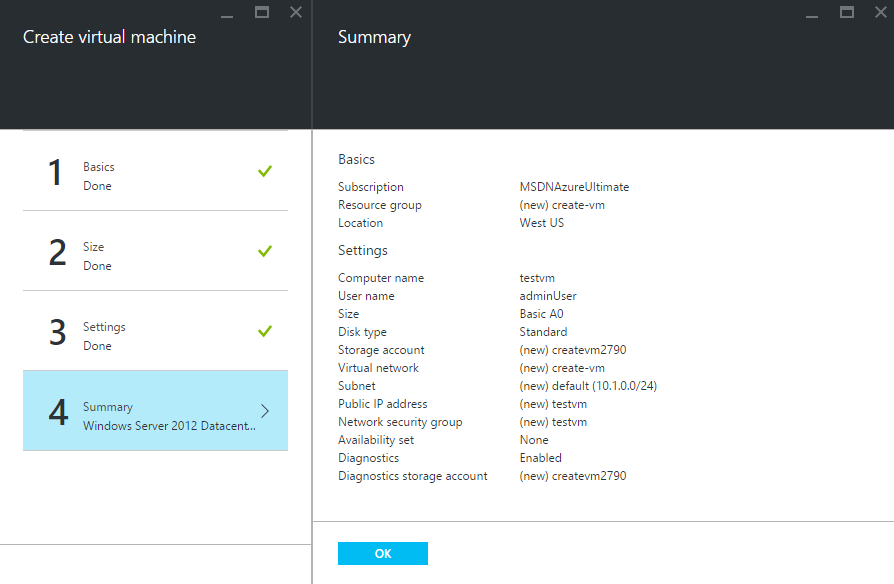 Create virtual machine
1
Basics
Done
2
Size
Done
3
Settings
Done
4
Summary
Windows Server 2012 Datacent...
Summary
Basics
Subscription MSDNAzureUltimate
Resource group (new) create-vm
Location West US
Settings
Computer name testvm
User name adminUser
Size Basic A0
Disk type Standard
Storage account (new) createvm2790
Virtual network (new) create-vm
Subnet (new) default (10.1.0.0/24)
Public IP address (new) testvm
Network security group (new) testvm
Availability set None
Diagnostics Enabled
Diagnostics storage account (new) createvm2790
OK